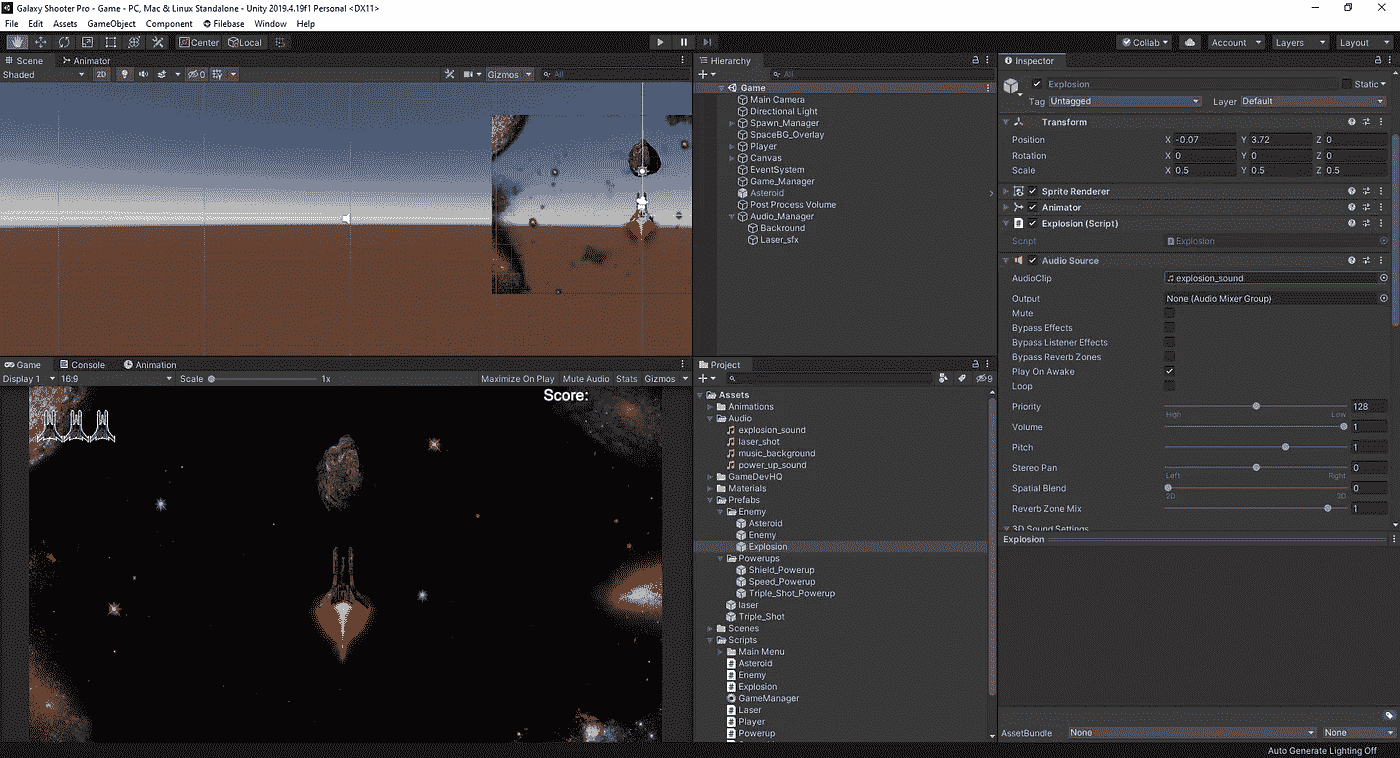 Galaxy Shooter Pro - Game - PC, Mac & Linux Standalone - Unity 2019.4.19f1 Personal <DX11>
File Edit Assets GameObject Component Filebase Window Help
Center Local Collab Account Layers Layout
Scene Animator
Shaded 2D 0 Gizmos All
Hierarchy
All
Game
Main Camera
Directional Light
Spawn_Manager
SpaceBG_Overlay
Player
Canvas
EventSystem
Game_Manager
Asteroid
Post Process Volume
Audio_Manager
Backround
Laser_sfx
Inspector
Explosion Static
Tag Untagged Layer Default
Transform
Position X -0.07 Y 3.72 Z 0
Rotation X 0 Y 0 Z 0
Scale X 0.5 Y 0.5 Z 0.5
Sprite Renderer
Animator
Explosion (Script)
Script Explosion
Audio Source
AudioClip explosion_sound
Output None (Audio Mixer Group)
Mute
Bypass Effects
Bypass Listener Effects
Bypass Reverb Zones
Play On Awake
Loop
Priority 128
High Low
Volume 1
Pitch 1
Stereo Pan 0
Left Right
Spatial Blend 0
2D 3D
Reverb Zone Mix 1
3D Sound Settings
Explosion
AssetBundle None None
Game Console Animation
Display 1 16:9 Scale 1x Maximize On Play Mute Audio Stats Gizmos
Score:
Project
9
Assets
Animations
Audio
explosion_sound
laser_shot
music_background
power_up_sound
GameDevHQ
Materials
Prefabs
Enemy
Asteroid
Enemy
Explosion
Powerups
Shield_Powerup
Speed_Powerup
Triple_Shot_Powerup
laser
Triple_Shot
Scenes
Scripts
Main Menu
Asteroid
Enemy
Explosion
GameManager
Laser
Player
Powerup
Auto Generate Lighting Off